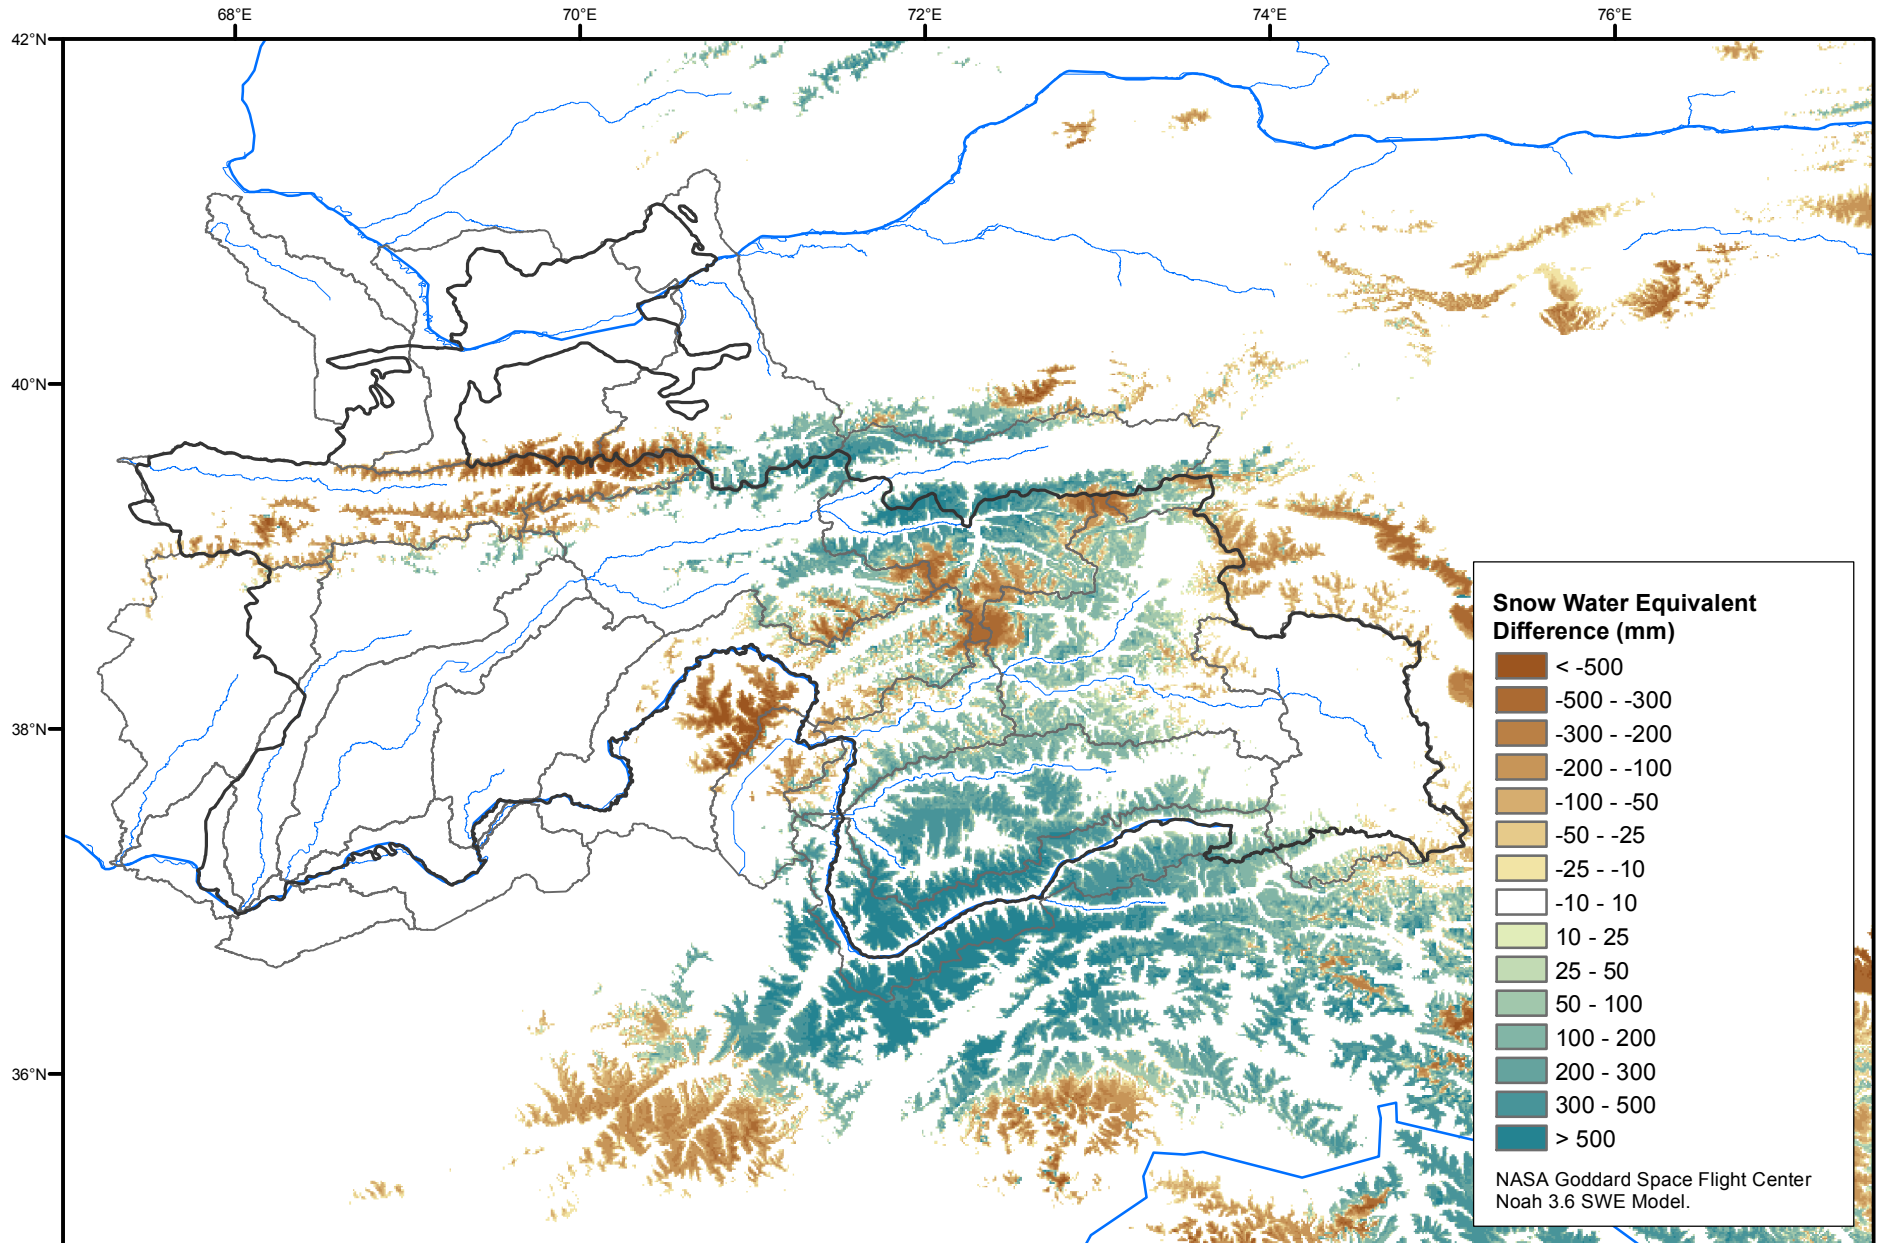 68°E 70°E 72°E 74°E 76°E
42°N
40°N
38°N
36°N
Snow Water Equivalent
Difference (mm)
< -500
-500 - -300
-300 - -200
-200 - -100
-100 - -50
-50 - -25
-25 - -10
-10 - 10
10 - 25
25 - 50
50 - 100
100 - 200
200 - 300
300 - 500
> 500
NASA Goddard Space Flight Center
Noah 3.6 SWE Model.